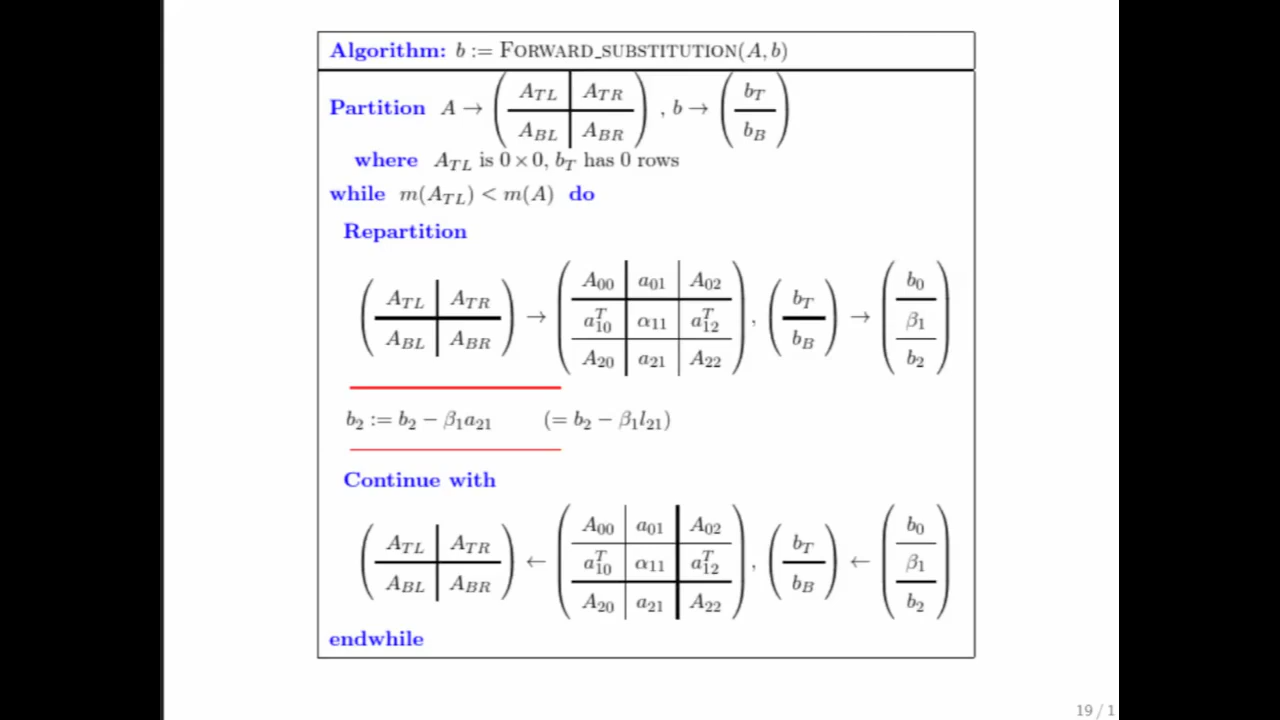 Algorithm: b := FORWARD_SUBSTITUTION(A, b)
Partition A → ( A_TL A_TR / A_BL A_BR ) , b → ( b_T / b_B )
where A_TL is 0 × 0, b_T has 0 rows
while m(A_TL) < m(A) do
Repartition
( A_TL A_TR / A_BL A_BR ) → ( A_00 a_01 A_02 / a_10^T α_11 a_12^T / A_20 a_21 A_22 ) , ( b_T / b_B ) → ( b_0 / β_1 / b_2 )
b_2 := b_2 − β_1 a_21 (= b_2 − β_1 l_21)
Continue with
( A_TL A_TR / A_BL A_BR ) ← ( A_00 a_01 A_02 / a_10^T α_11 a_12^T / A_20 a_21 A_22 ) , ( b_T / b_B ) ← ( b_0 / β_1 / b_2 )
endwhile
19 / 1